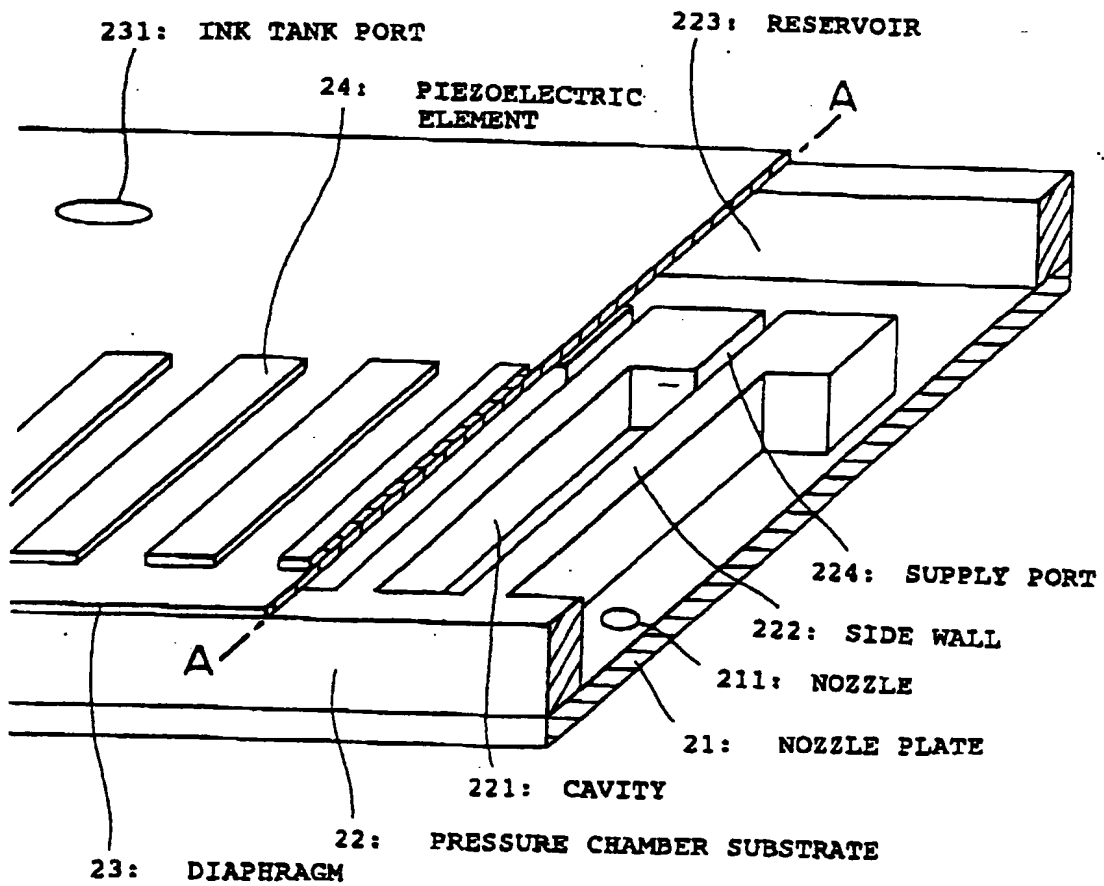 231: INK TANK PORT
223: RESERVOIR
24: PIEZOELECTRIC
ELEMENT
A
224: SUPPLY PORT
222: SIDE WALL
A
211: NOZZLE
21: NOZZLE PLATE
221: CAVITY
22: PRESSURE CHAMBER SUBSTRATE
23: DIAPHRAGM